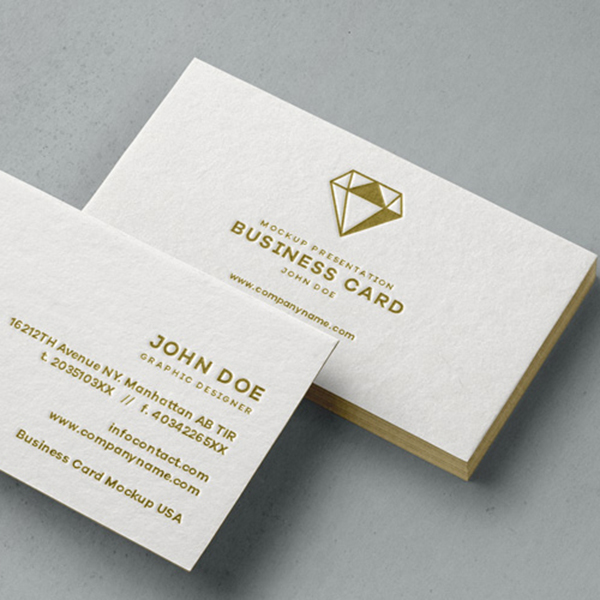 MOCKUP PRESENTATION
BUSINESS CARD
JOHN DOE
www.companyname.com
JOHN DOE
GRAPHIC DESIGNER
16212TH Avenue NY. Manhattan AB TIR
t. 2035103XX // f. 40342265XX
infocontact.com
www.companyname.com
Business Card Mockup USA